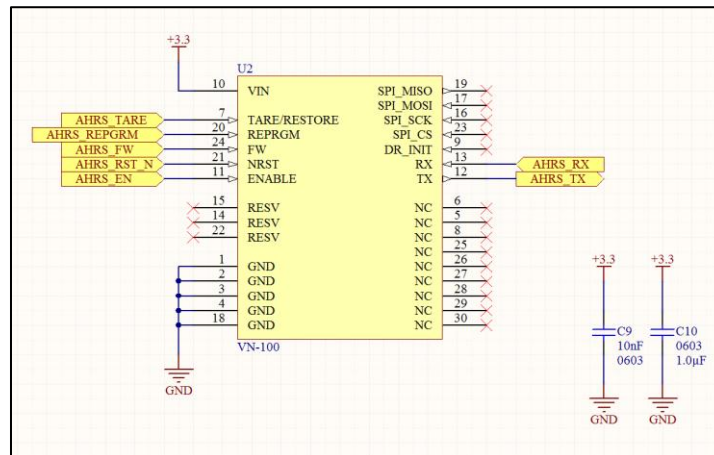 +3.3
U2
10 VIN
SPI_MISO 19
SPI_MOSI 17
AHRS_TARE 7 TARE/RESTORE
SPI_SCK 16
AHRS_REPGRM 20 REPRGM
SPI_CS 23
AHRS_FW 24 FW
DR_INIT 9
AHRS_RST_N 21 NRST
RX 13 AHRS_RX
AHRS_EN 11 ENABLE
TX 12 AHRS_TX
15 RESV
NC 6
14 RESV
NC 5
22 RESV
NC 8
NC 25
1 GND
NC 26
2 GND
NC 27
3 GND
NC 28
4 GND
NC 29
18 GND
NC 30
VN-100
GND
+3.3
C9
10nF
0603
GND
+3.3
C10
0603
1.0µF
GND